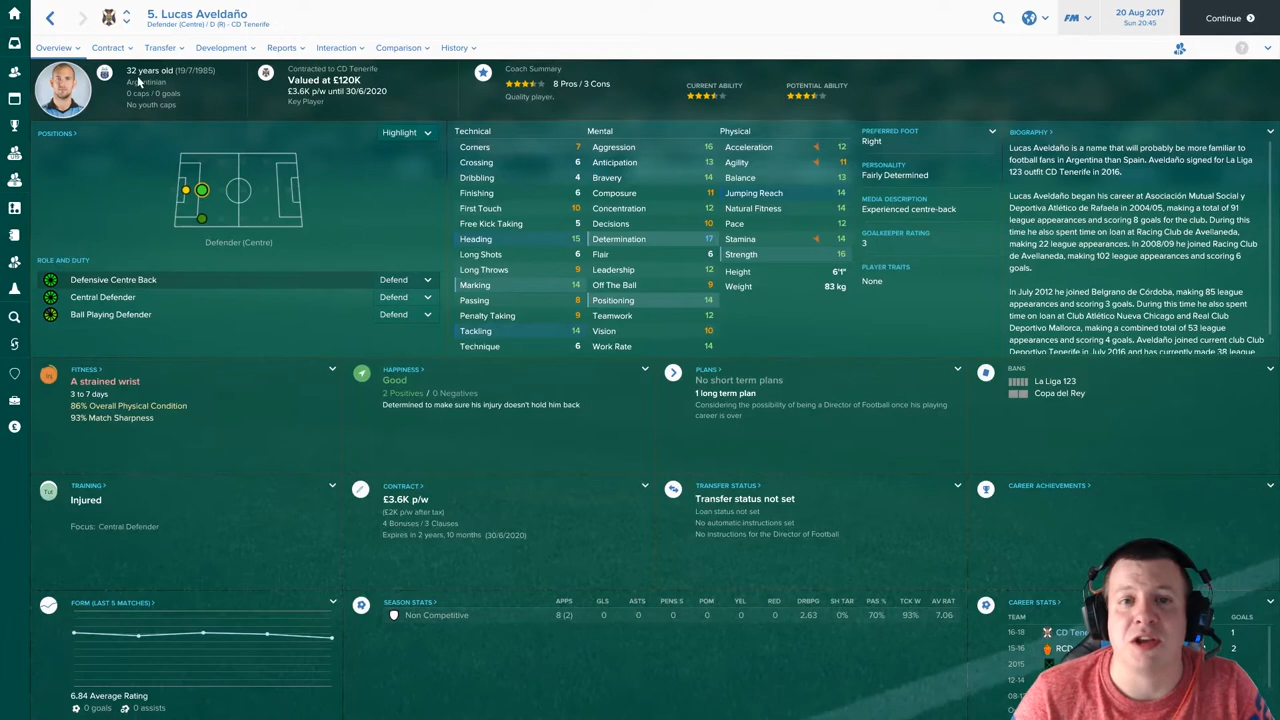 5. Lucas Aveldaño
Defender (Centre) / D (R) - CD Tenerife
20 Aug 2017
Sun 20:45
FM
Continue
Overview
Contract
Transfer
Development
Reports
Interaction
Comparison
History
32 years old (19/7/1985)
0 caps / 0 goals
No youth caps
Contracted to CD Tenerife
Valued at £120K
£3.6K p/w until 30/6/2020
Key Player
Coach Summary
8 Pros / 3 Cons
Quality player.
CURRENT ABILITY
POTENTIAL ABILITY
POSITIONS >
Highlight
Defender (Centre)
ROLE AND DUTY
Defensive Centre Back Defend
Central Defender Defend
Ball Playing Defender Defend
Technical
Corners 7
Crossing 6
Dribbling 4
Finishing 6
First Touch 10
Free Kick Taking 5
Heading 15
Long Shots 6
Long Throws 9
Marking 14
Passing 8
Penalty Taking 9
Tackling 14
Technique 6
Mental
Aggression 16
Anticipation 13
Bravery 14
Composure 11
Concentration 12
Decisions 10
Determination 17
Flair 6
Leadership 12
Off The Ball 9
Positioning 14
Teamwork 12
Vision 10
Work Rate 14
Physical
Acceleration 12
Agility 11
Balance 13
Jumping Reach 14
Natural Fitness 14
Pace 12
Stamina 14
Strength 16
Height 6'1"
Weight 83 kg
PREFERRED FOOT
Right
PERSONALITY
Fairly Determined
MEDIA DESCRIPTION
Experienced centre-back
GOALKEEPER RATING
3
PLAYER TRAITS
None
BIOGRAPHY >
Lucas Aveldaño is a name that will probably be more familiar to
football fans in Argentina than Spain. Aveldaño signed for La Liga
123 outfit CD Tenerife in 2016.
Lucas Aveldaño began his career at Asociación Mutual Social y
Deportiva Atlético de Rafaela in 2004/05, making a total of 91
league appearances and scoring 8 goals for the club. During this
time he also spent time on loan at Racing Club de Avellaneda,
making 22 league appearances. In 2008/09 he joined Racing Club
de Avellaneda, making 102 league appearances and scoring 6
goals.
In July 2012 he joined Belgrano de Córdoba, making 85 league
appearances and scoring 3 goals. During this time he also spent
time on loan at Club Atlético Nueva Chicago and Real Club
Deportivo Mallorca, making a combined total of 53 league
appearances and scoring 4 goals. Aveldaño joined current club Club
Deportivo Tenerife in July 2016 and has currently made 38 league
FITNESS >
Inj
A strained wrist
3 to 7 days
86% Overall Physical Condition
93% Match Sharpness
HAPPINESS >
Good
2 Positives / 0 Negatives
Determined to make sure his injury doesn't hold him back
PLANS >
No short term plans
1 long term plan
Considering the possibility of being a Director of Football once his playing
career is over
BANS
La Liga 123
Copa del Rey
TRAINING >
Tut
Injured
Focus: Central Defender
CONTRACT >
£3.6K p/w
(£2K p/w after tax)
4 Bonuses / 3 Clauses
Expires in 2 years, 10 months (30/6/2020)
TRANSFER STATUS >
Transfer status not set
Loan status not set
No automatic instructions set
No instructions for the Director of Football
CAREER ACHIEVEMENTS >
FORM (LAST 5 MATCHES) >
6.84 Average Rating
0 goals 0 assists
SEASON STATS >
APPS GLS ASTS PENS S POM YEL RED DRBPG SH TAR PAS % TCK W AV RAT
Non Competitive 8 (2) 0 0 0 0 0 0 2.63 0% 70% 93% 7.06
CAREER STATS >
TEAM GOALS
16-18 CD Tene 1
15-16 RCD 2
2015
12-14